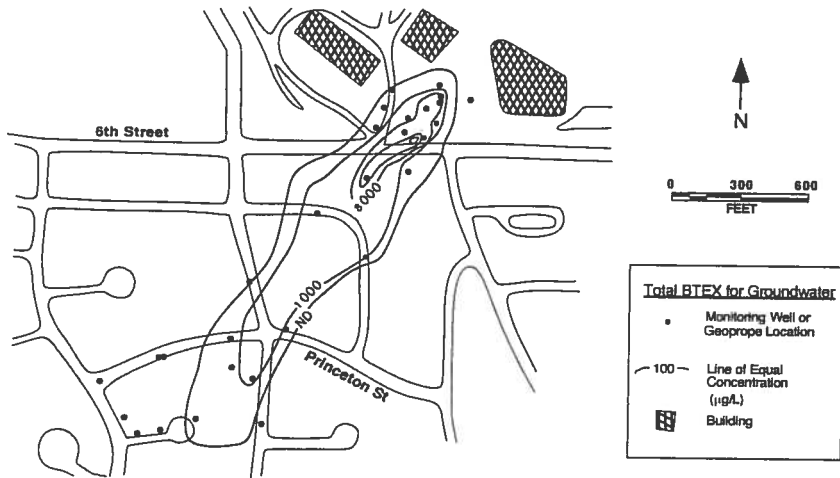 6th Street
N
0 300 600
FEET
8000
1000
ND
Princeton St
Total BTEX for Groundwater
Monitoring Well or
Geoprope Location
100
Line of Equal
Concentration
(µg/L)
Building